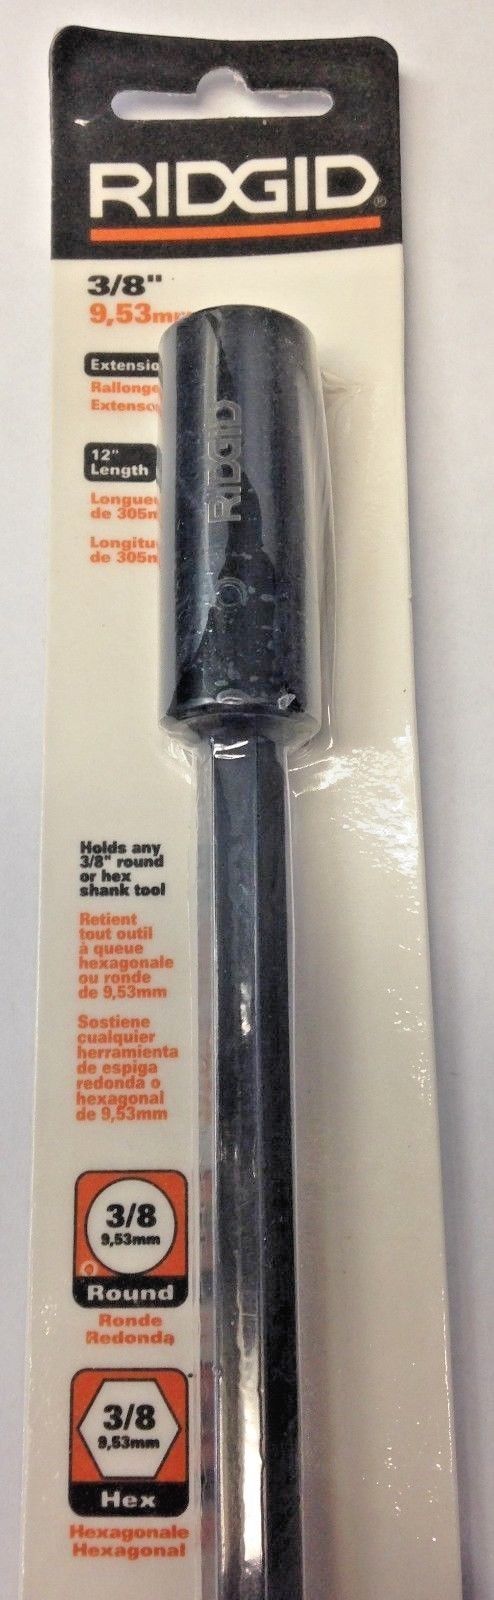 RIDGID
3/8"
9,53mm
Extensio
Rallonge
Extenso
12"
Length
Longue
de 305m
Longitu
de 305m
RIDGID
Holds any
3/8" round
or hex
shank tool
Retient
tout outil
à queue
hexagonale
ou ronde
de 9,53mm
Sostiene
cualquier
herramienta
de espiga
redonda o
hexagonal
de 9,53mm
3/8
9,53mm
Round
Ronde
Redonda
3/8
9,53mm
Hex
Hexagonale
Hexagonal